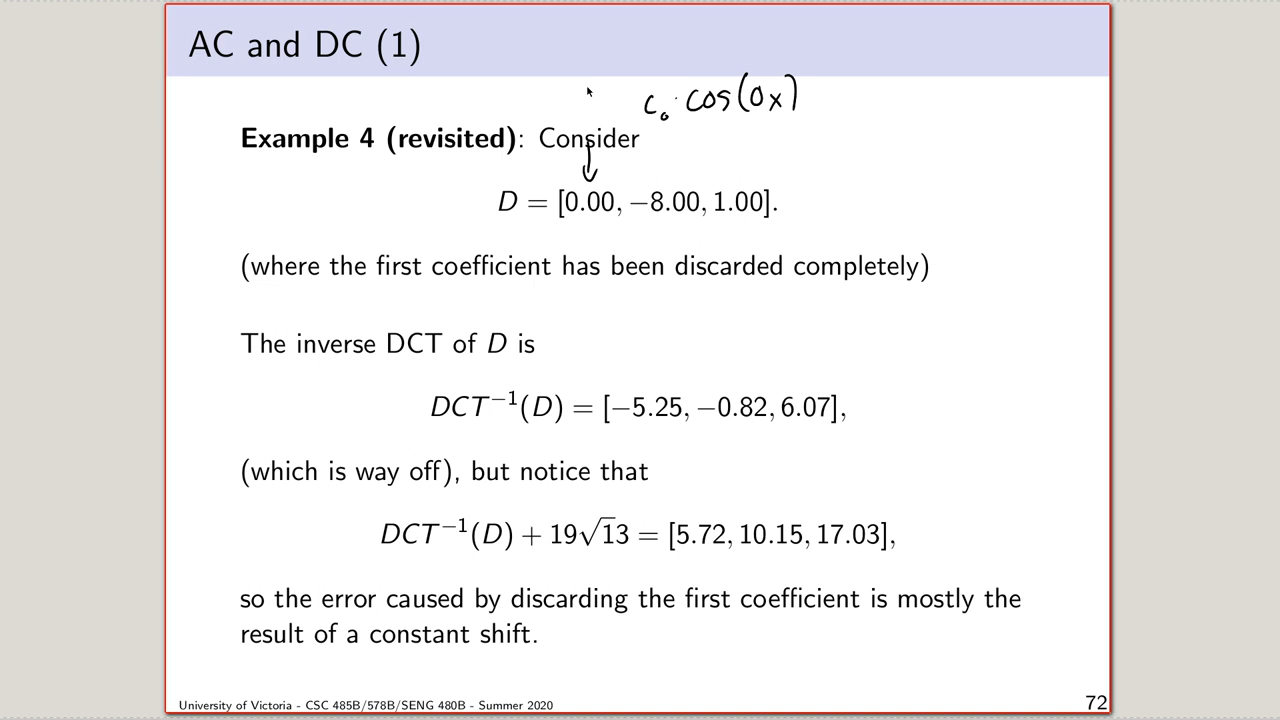 AC and DC (1)
c₀ · cos(0x)
Example 4 (revisited): Consider
D = [0.00, −8.00, 1.00].
(where the first coefficient has been discarded completely)
The inverse DCT of D is
DCT⁻¹(D) = [−5.25, −0.82, 6.07],
(which is way off), but notice that
DCT⁻¹(D) + 19√13 = [5.72, 10.15, 17.03],
so the error caused by discarding the first coefficient is mostly the
result of a constant shift.
University of Victoria - CSC 485B/578B/SENG 480B - Summer 2020
72